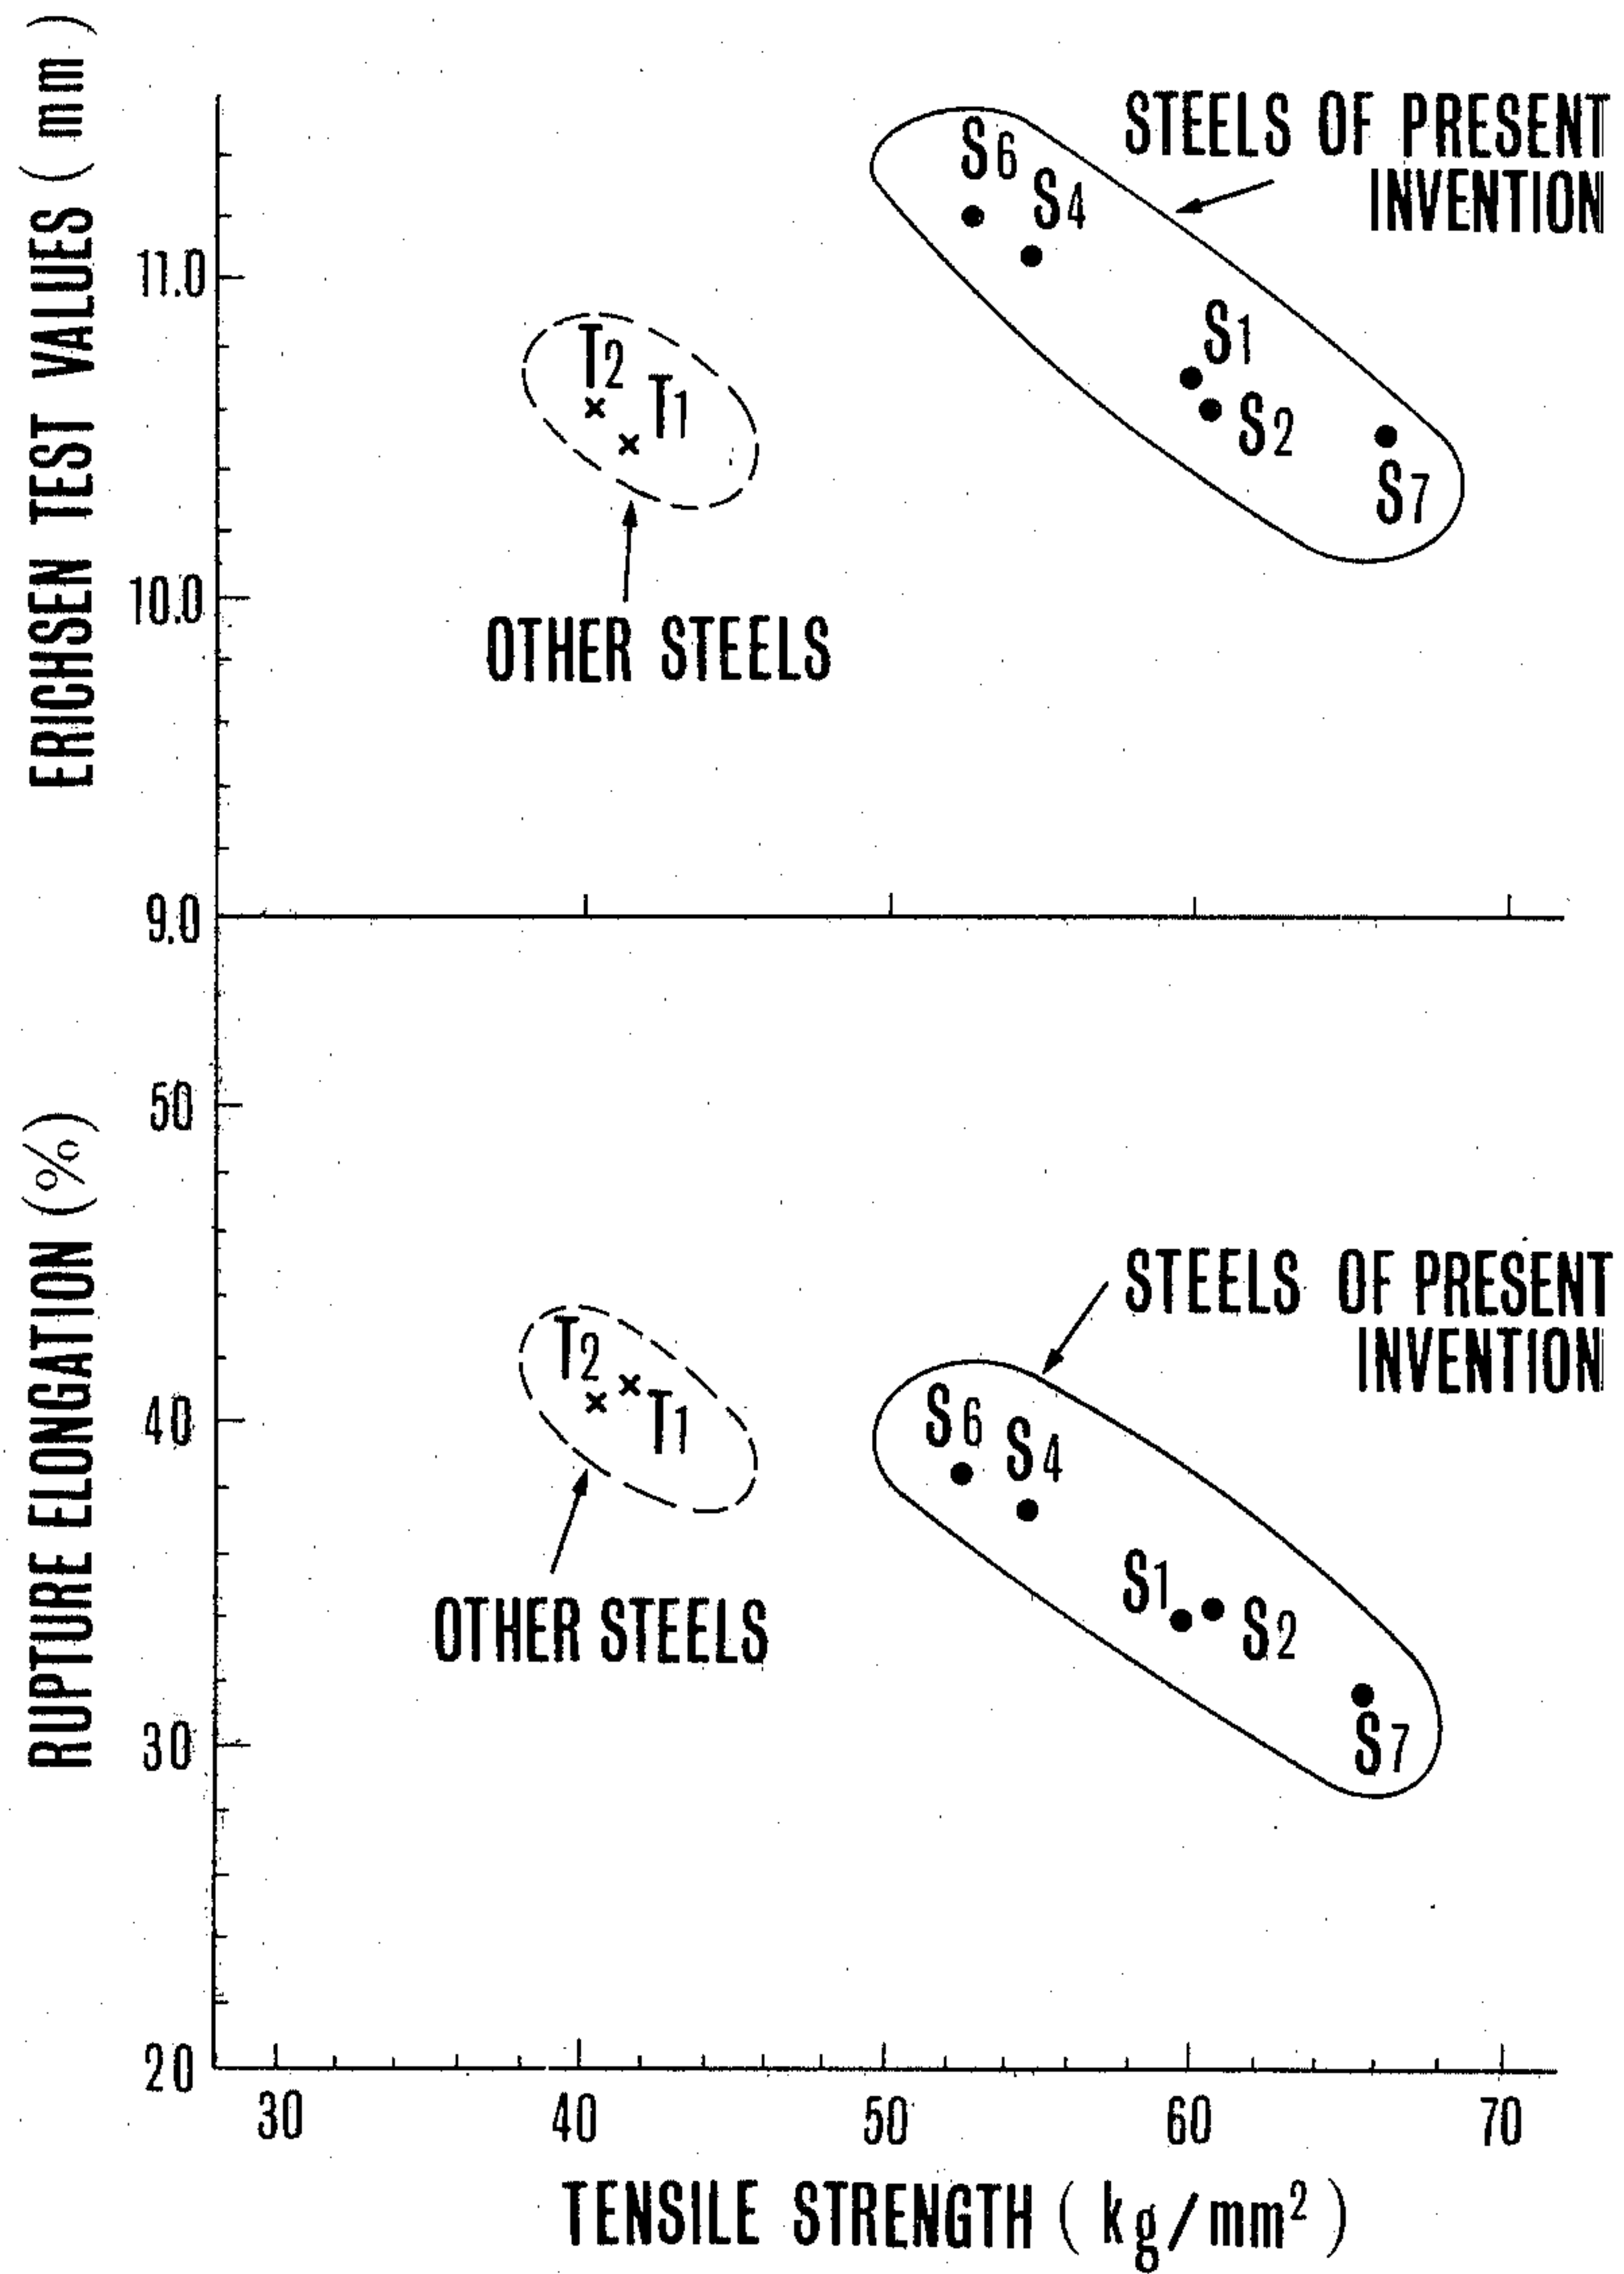 ERICHSEN TEST VALUES (mm)
STEELS OF PRESENT
INVENTION
S6
S4
11.0
S1
T2
T1
S2
S7
10.0
OTHER STEELS
9.0
RUPTURE ELONGATION (%)
50
STEELS OF PRESENT
INVENTION
T2
T1
40
S6
S4
S1
S2
OTHER STEELS
S7
30
20
30 40 50 60 70
TENSILE STRENGTH (kg/mm²)